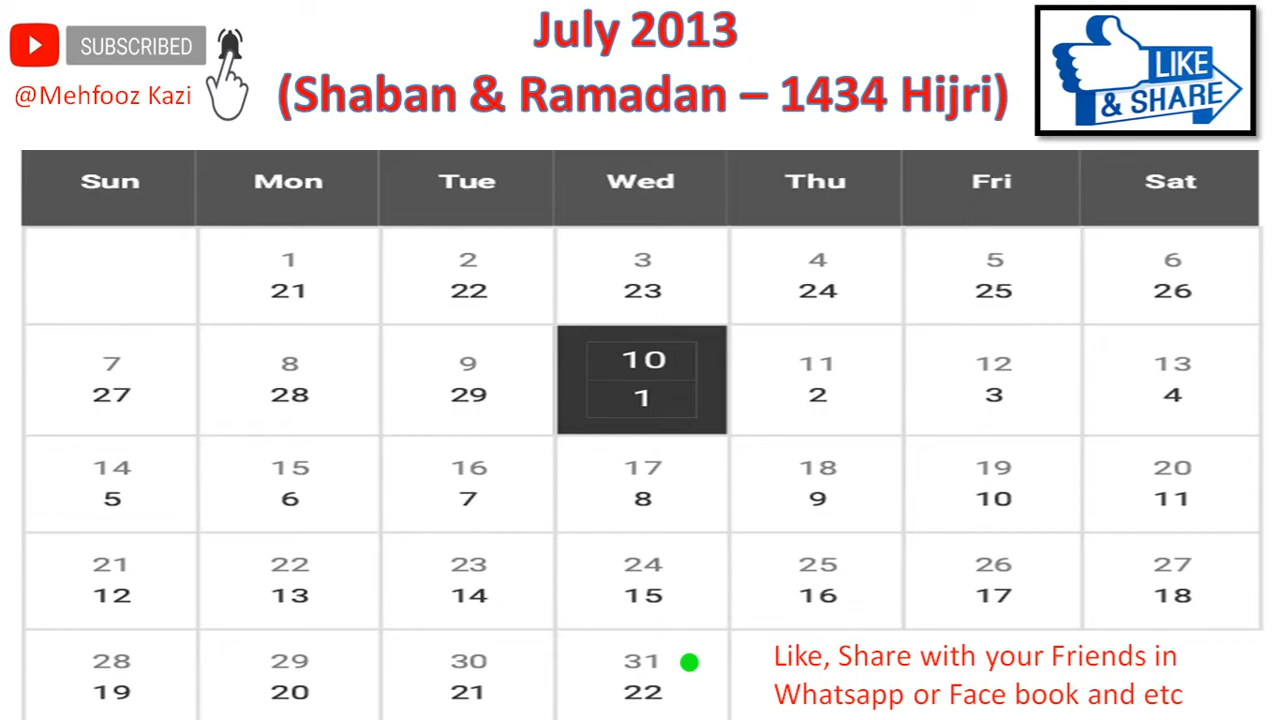 SUBSCRIBED
@Mehfooz Kazi
July 2013
(Shaban & Ramadan – 1434 Hijri)
LIKE
& SHARE
Sun Mon Tue Wed Thu Fri Sat
1 2 3 4 5 6
21 22 23 24 25 26
7 8 9 10 11 12 13
27 28 29 1 2 3 4
14 15 16 17 18 19 20
5 6 7 8 9 10 11
21 22 23 24 25 26 27
12 13 14 15 16 17 18
28 29 30 31
19 20 21 22
Like, Share with your Friends in
Whatsapp or Face book and etc